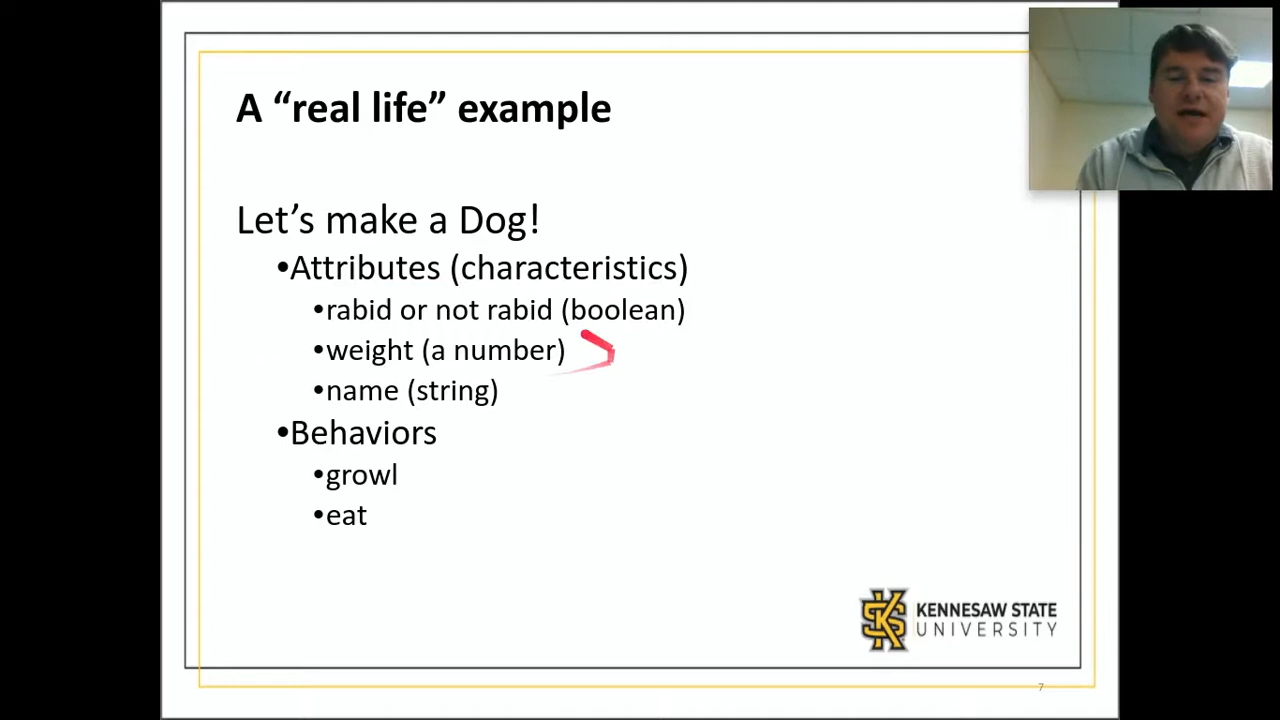 A “real life” example
Let’s make a Dog!
•Attributes (characteristics)
•rabid or not rabid (boolean)
•weight (a number)
•name (string)
•Behaviors
•growl
•eat
KENNESAW STATE
UNIVERSITY
7